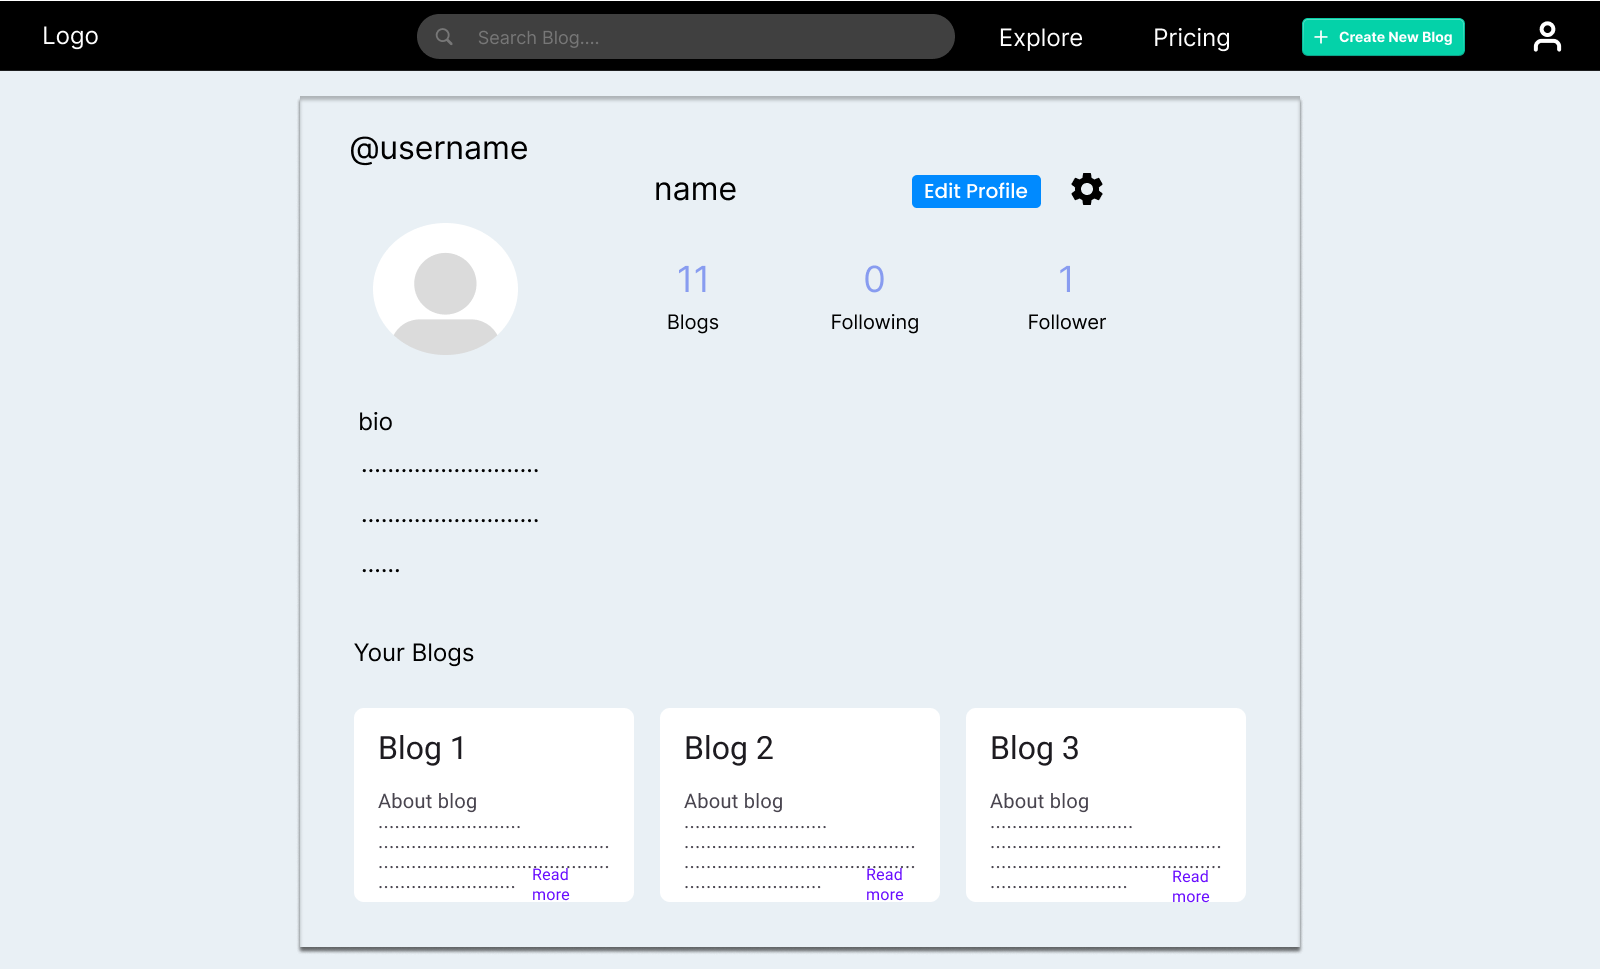 Logo
Search Blog....
Explore
Pricing
Create New Blog
@username
name
Edit Profile
11
0
1
Blogs
Following
Follower
bio
...........................
...........................
......
Your Blogs
Blog 1
About blog
..........................
..........................................
..........................................
.........................
Read
more
Blog 2
About blog
..........................
..........................................
..........................................
.........................
Read
more
Blog 3
About blog
..........................
..........................................
..........................................
.........................
Read
more